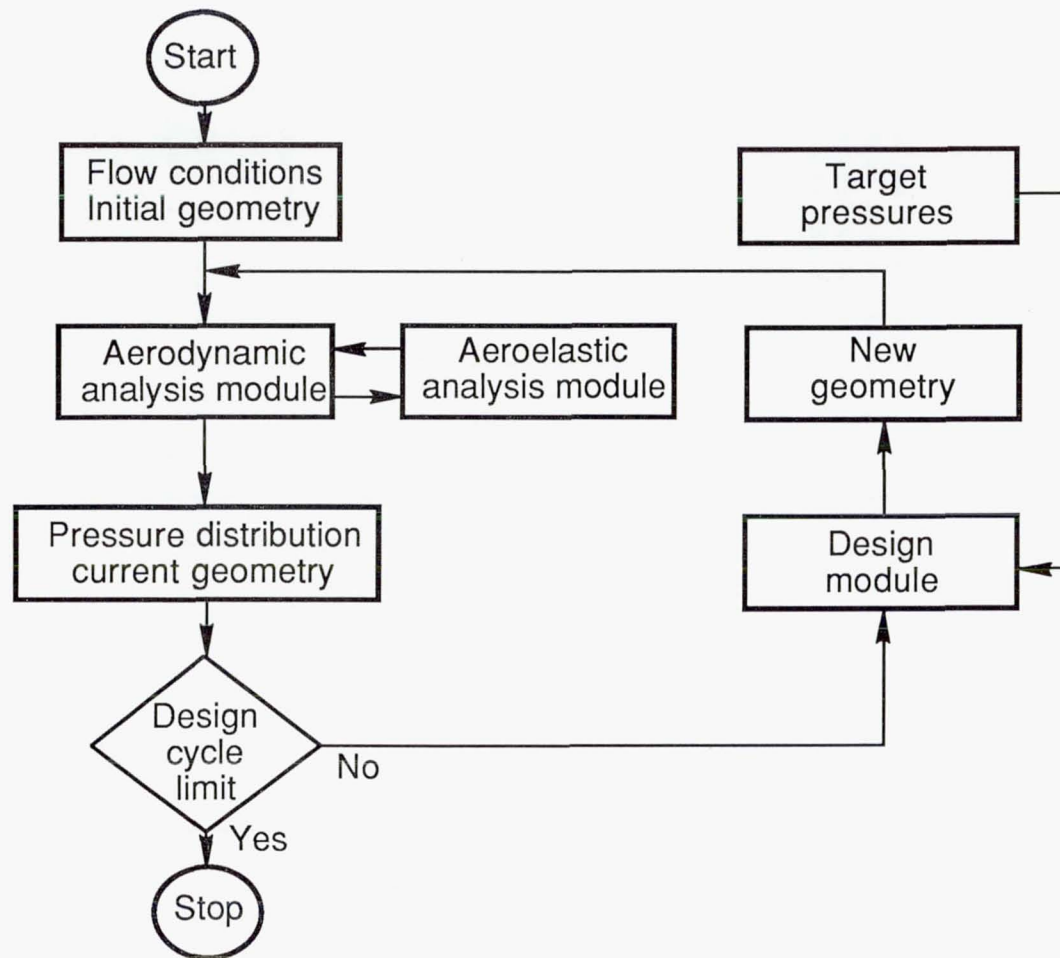 Start
Flow conditions
Initial geometry
Target
pressures
Aerodynamic
analysis module
Aeroelastic
analysis module
New
geometry
Pressure distribution
current geometry
Design
module
Design
cycle
limit
No
Yes
Stop